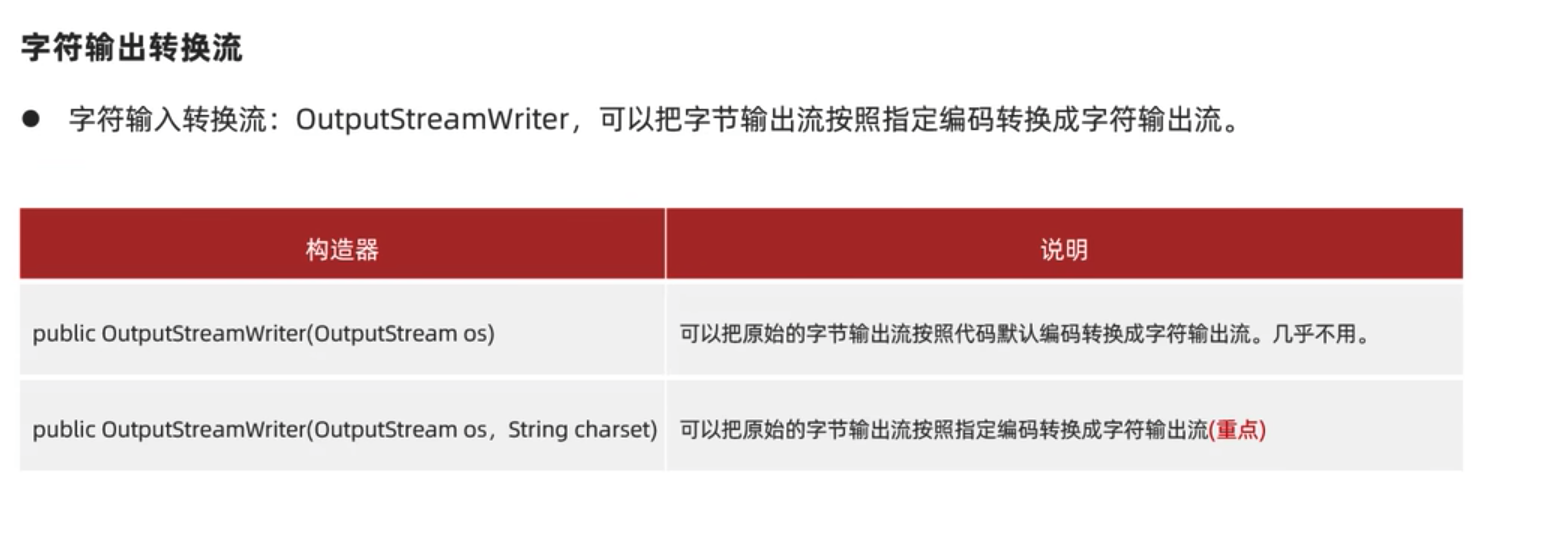 字符输出转换流
● 字符输入转换流：OutputStreamWriter，可以把字节输出流按照指定编码转换成字符输出流。
构造器 说明
public OutputStreamWriter(OutputStream os) 可以把原始的字节输出流按照代码默认编码转换成字符输出流。几乎不用。
public OutputStreamWriter(OutputStream os，String charset) 可以把原始的字节输出流按照指定编码转换成字符输出流(重点)